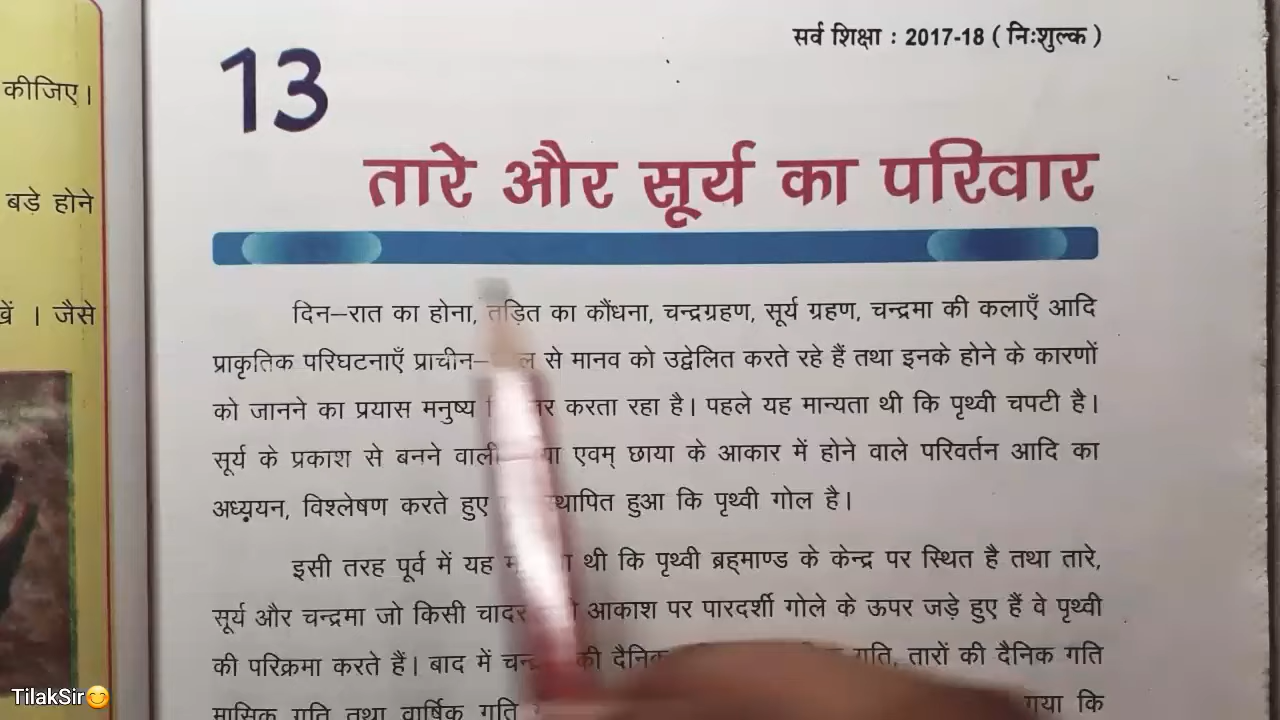 कीजिए।
बड़े होने
खें । जैसे
सर्व शिक्षा : 2017-18 ( निःशुल्क )
13
तारे और सूर्य का परिवार
दिन–रात का होना, तड़ित का कौंधना, चन्द्रग्रहण, सूर्य ग्रहण, चन्द्रमा की कलाएँ आदि
प्राकृतिक परिघटनाएँ प्राचीन– से मानव को उद्वेलित करते रहे हैं तथा इनके होने के कारणों
को जानने का प्रयास मनुष्य करता रहा है। पहले यह मान्यता थी कि पृथ्वी चपटी है।
सूर्य के प्रकाश से बनने वाली एवम् छाया के आकार में होने वाले परिवर्तन आदि का
अध्ययन, विश्लेषण करते हुए हुआ कि पृथ्वी गोल है।
इसी तरह पूर्व में यह थी कि पृथ्वी ब्रह्माण्ड के केन्द्र पर स्थित है तथा तारे,
सूर्य और चन्द्रमा जो किसी चादर आकाश पर पारदर्शी गोले के ऊपर जड़े हुए हैं वे पृथ्वी
की परिक्रमा करते हैं। बाद में की दैनिक गति, तारों की दैनिक गति
मासिक गति तथा वार्षिक गति गया कि
TilakSir😊